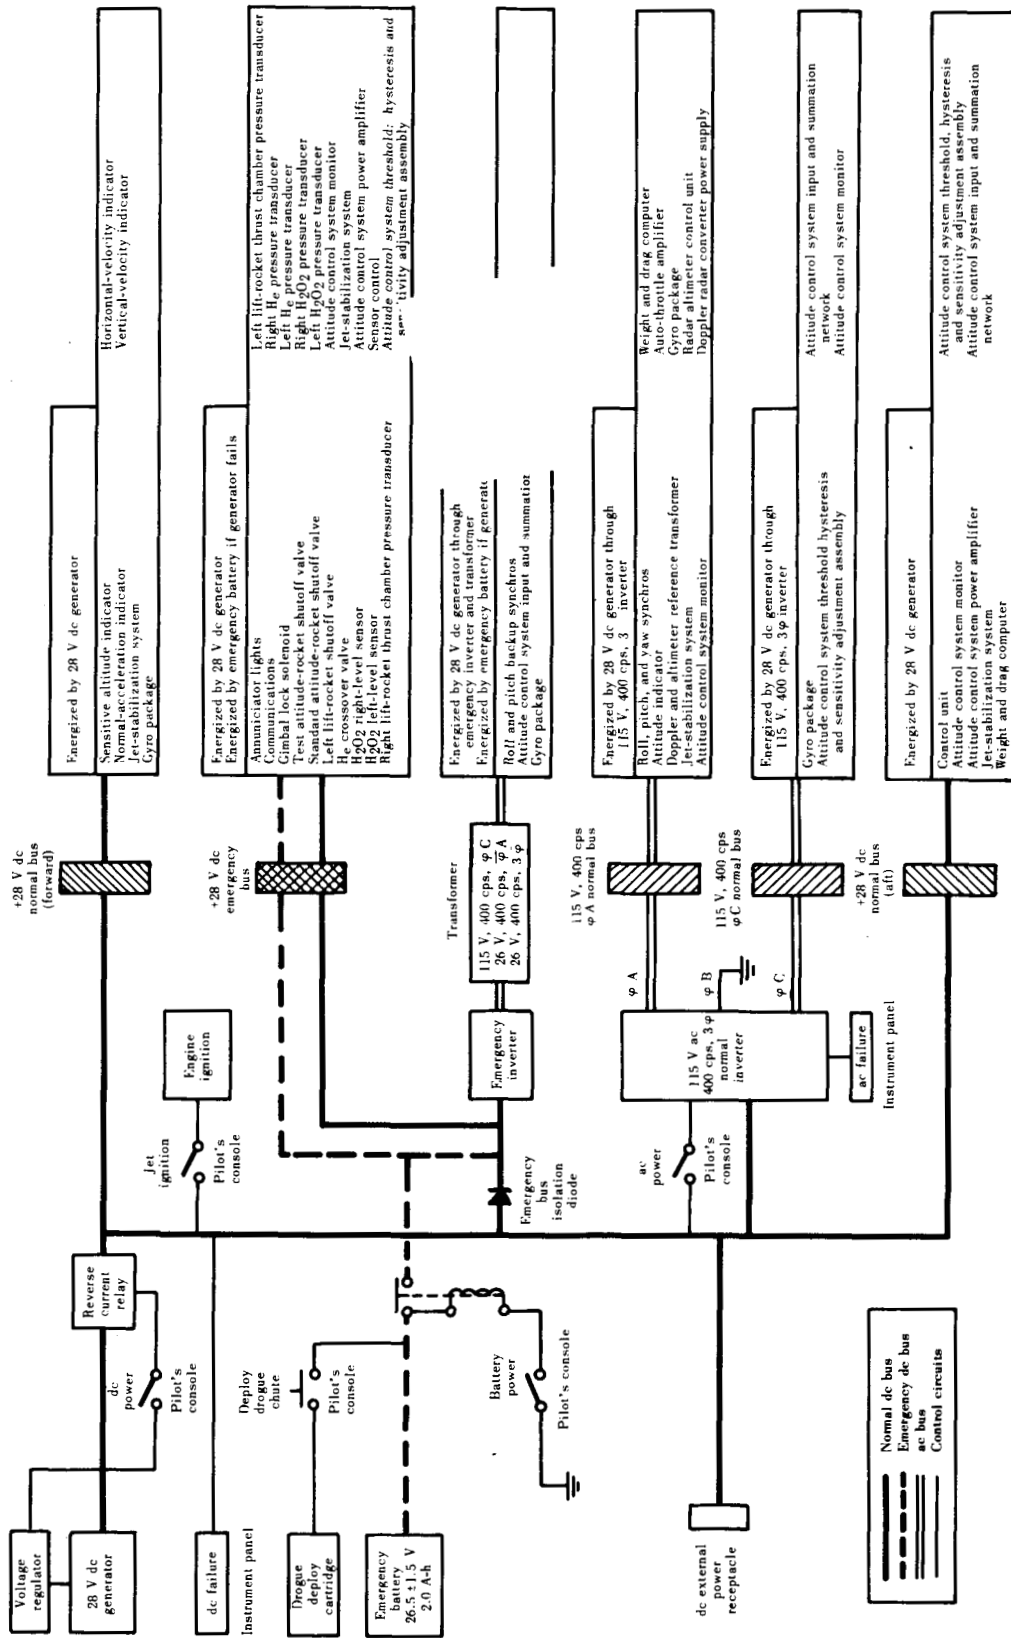 Voltage
regulator
28 V dc
generator
dc
power
Pilot's
console
Reverse
current
relay
dc failure
Instrument panel
Drogue
deploy
cartridge
Deploy
drogue
chute
Pilot's
console
Emergency
battery
26.5 ±1.5 V
2.0 A-h
Battery
power
Pilot's console
dc external
power
receptacle
Normal dc bus
Emergency dc bus
ac bus
Control circuits
Jet
ignition
Pilot's
console
Engine
ignition
Emergency
bus
isolation
diode
Emergency
inverter
Transformer
115 V, 400 cps, φ C
26 V, 400 cps, φ A
26 V, 400 cps, 3 φ
ac
power
Pilot's
console
115 V ac
400 cps, 3 φ
normal
inverter
ac failure
Instrument panel
φ A
φ B
φ C
+28 V dc
normal bus
(forward)
+28 V dc
emergency
bus
115 V, 400 cps
φ A normal bus
115 V, 400 cps
φ C normal bus
+28 V dc
normal bus
(aft)
Energized by 28 V dc generator
Sensitive altitude indicator
Normal-acceleration indicator
Jet-stabilization system
Gyro package
Horizontal-velocity indicator
Vertical-velocity indicator
Energized by 28 V dc generator
Energized by emergency battery if generator fails
Annunciator lights
Communications
Gimbal lock solenoid
Test attitude-rocket shutoff valve
Standard attitude-rocket shutoff valve
Left lift-rocket shutoff valve
He crossover valve
H2O2 right-level sensor
H2O2 left-level sensor
Right lift-rocket thrust chamber pressure transducer
Left lift-rocket thrust chamber pressure transducer
Right He pressure transducer
Left He pressure transducer
Right H2O2 pressure transducer
Left H2O2 pressure transducer
Attitude control system monitor
Jet-stabilization system
Attitude control system power amplifier
Sensor control
Attitude control system threshold: hysteresis and
sensitivity adjustment assembly
Energized by 28 V dc generator through
emergency inverter and transformer
Energized by emergency battery if generato
Roll and pitch backup synchros
Attitude control system input and summation
Gyro package
Energized by 28 V dc generator through
115 V, 400 cps, 3 inverter
Roll, pitch, and yaw synchros
Attitude indicator
Doppler and altimeter reference transformer
Jet-stabilization system
Attitude control system monitor
Weight and drag computer
Auto-throttle amplifier
Gyro package
Radar altimeter control unit
Doppler radar converter power supply
Energized by 28 V dc generator through
115 V, 400 cps, 3φ inverter
Gyro package
Attitude control system threshold hysteresis
and sensitivity adjustment assembly
Attitude control system input and summation
network
Attitude control system monitor
Energized by 28 V dc generator
Control unit
Attitude control system monitor
Attitude control system power amplifier
Jet-stabilization system
Weight and drag computer
Attitude control system threshold, hysteresis
and sensitivity adjustment assembly
Attitude control system input and summation
network